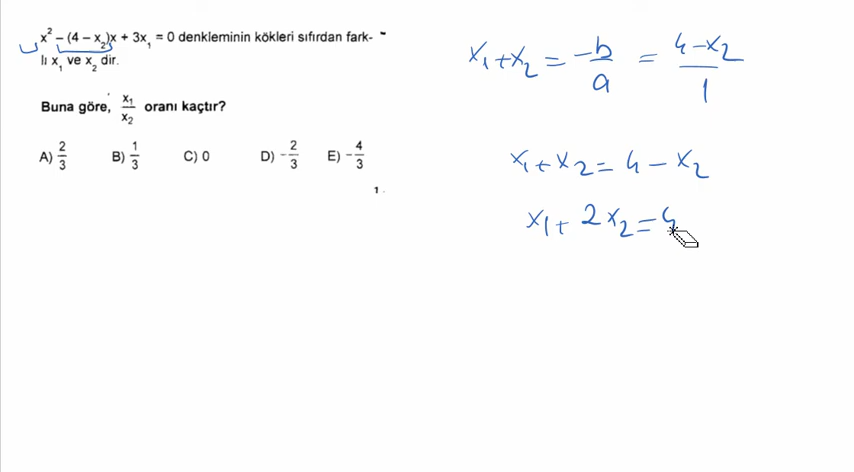 x² – (4 – x₂)x + 3x₁ = 0 denkleminin kökleri sıfırdan fark-
lı x₁ ve x₂ dir.
Buna göre, x₁/x₂ oranı kaçtır?
A) 2/3 B) 1/3 C) 0 D) –2/3 E) –4/3
1.
x₁ + x₂ = –b/a = 4 – x₂/1
x₁ + x₂ = 4 – x₂
x₁ + 2x₂ = 4